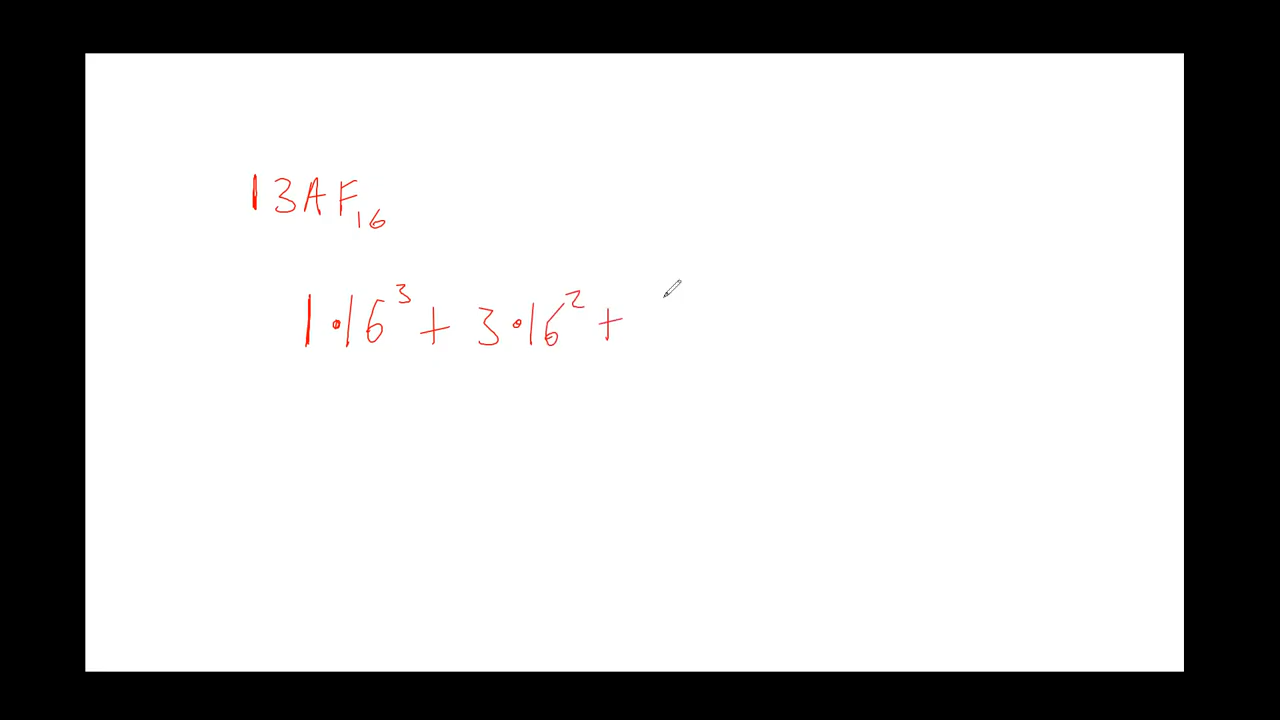 13AF₁₆
1·16³ + 3·16² +